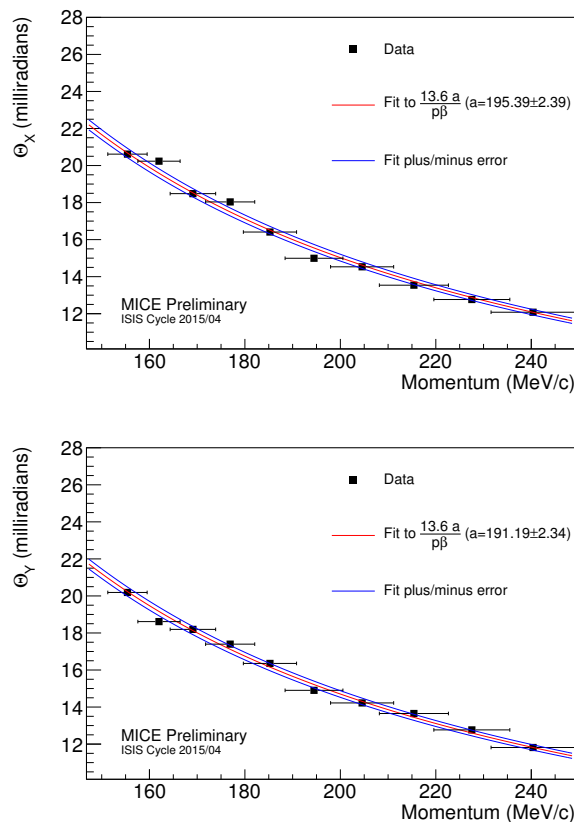 Θ_X (milliradians)
28
26
24
22
20
18
16
14
12
Data
Fit to 13.6 a / pβ (a=195.39±2.39)
Fit plus/minus error
MICE Preliminary
ISIS Cycle 2015/04
160 180 200 220 240
Momentum (MeV/c)
Θ_Y (milliradians)
28
26
24
22
20
18
16
14
12
Data
Fit to 13.6 a / pβ (a=191.19±2.34)
Fit plus/minus error
MICE Preliminary
ISIS Cycle 2015/04
160 180 200 220 240
Momentum (MeV/c)